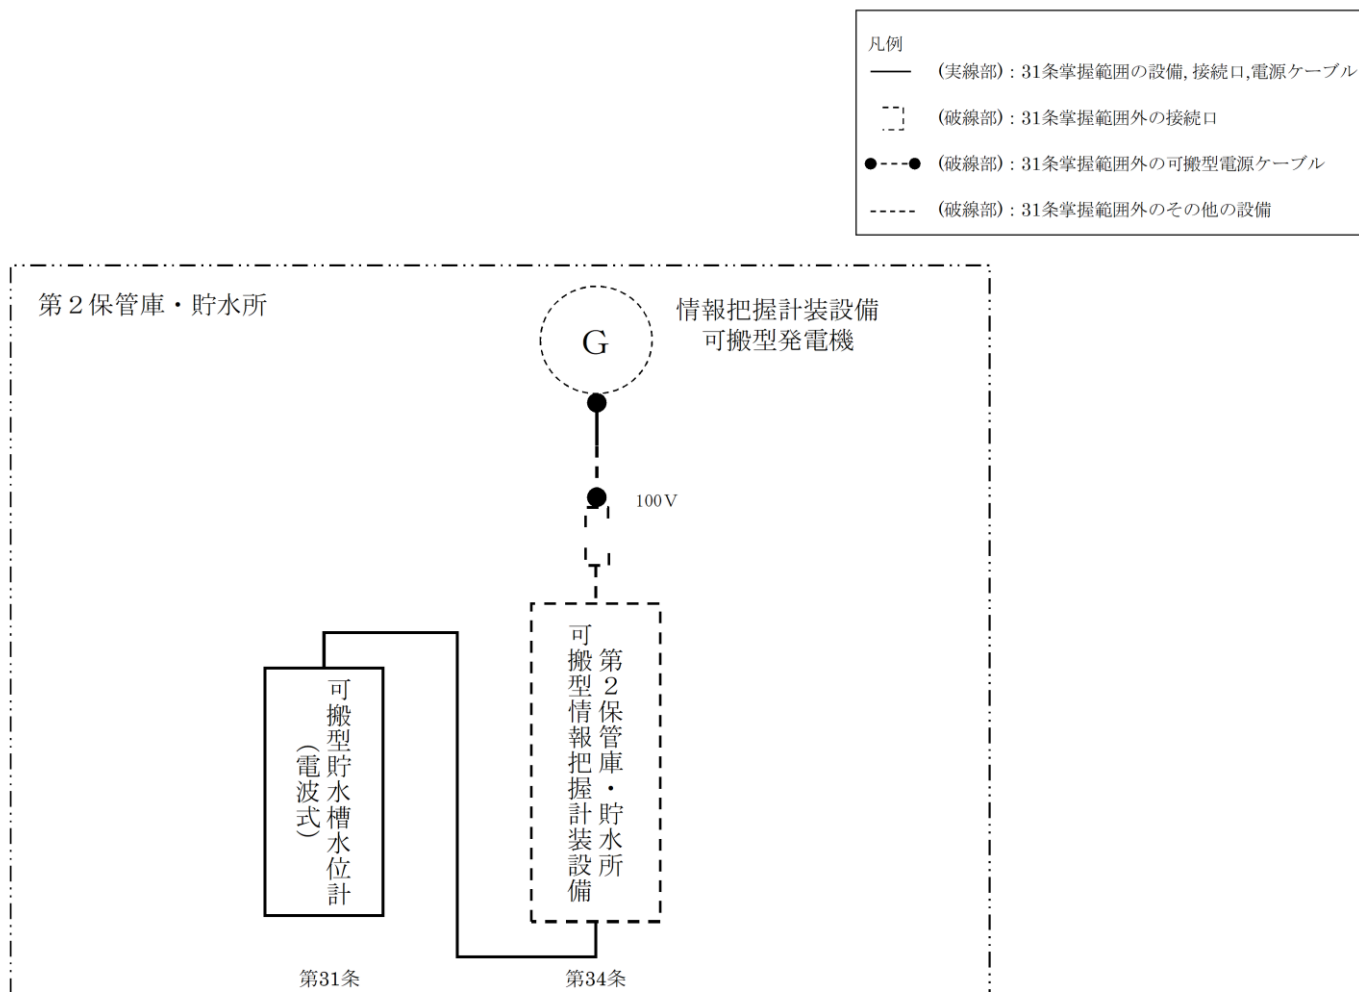 凡例
(実線部)：31条掌握範囲の設備,接続口,電源ケーブル
(破線部)：31条掌握範囲外の接続口
(破線部)：31条掌握範囲外の可搬型電源ケーブル
(破線部)：31条掌握範囲外のその他の設備
第２保管庫・貯水所
情報把握計装設備
可搬型発電機
G
100V
第２保管庫・貯水所
可搬型情報把握計装設備
可搬型貯水槽水位計
(電波式)
第31条
第34条